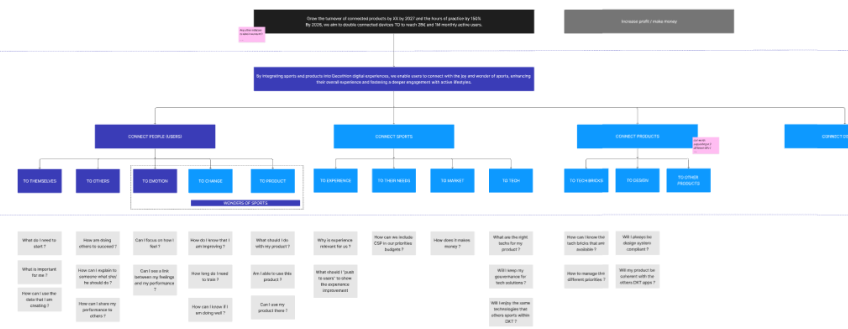 Grow the turnover of connected products by X5 by 2027 and the hours of practice by 150%
By 2026, we aim to double connected devices TO to reach 2B€ and 1M monthly active users.
Increase profit / make money
By integrating sports and products into Decathlon digital experiences, we enable users to connect with the joy and wonder of sports, enhancing
their overall experience and fostering a deeper engagement with active lifestyles.
CONNECT PEOPLE (USERS)
CONNECT SPORTS
CONNECT PRODUCTS
CONNECT
TO THEMSELVES
TO OTHERS
TO EMOTION
TO CHANGE
TO PRODUCT
TO EXPERIENCE
TO THEIR NEEDS
TO MARKET
TO TECH
TO TECH BRICKS
TO DESIGN
TO OTHER
PRODUCTS
WONDERS OF SPORTS
What do I need to
start ?
How am I doing
others to succeed ?
Can I focus on how I
feel ?
How do I know that I
am improving ?
What should I do
with my product ?
Why is experience
relevant for us ?
How can we include
CSP in our priorities
budgets ?
How does it makes
money ?
What are the right
techs for my
product ?
How can I know the
tech bricks that are
available ?
Will I always be
design system
compliant ?
What is important
for me ?
How can I explain to
someone what she/
he should do ?
Can I see a link
between my feelings
and my performance
?
How long do I need
to train ?
Am I able to use this
product ?
What should I "push
to users" to show
the experience
improvement
Will I keep my
governance for
tech solutions ?
How to manage the
different priorities ?
Will my product be
coherent with the
others DKT apps ?
How can I use the
data that I am
creating ?
How can I share my
performance to
others ?
How can I know if I
am doing well ?
Can I use my
product there ?
Will I enjoy the same
technologies that
others sports within
DKT ?